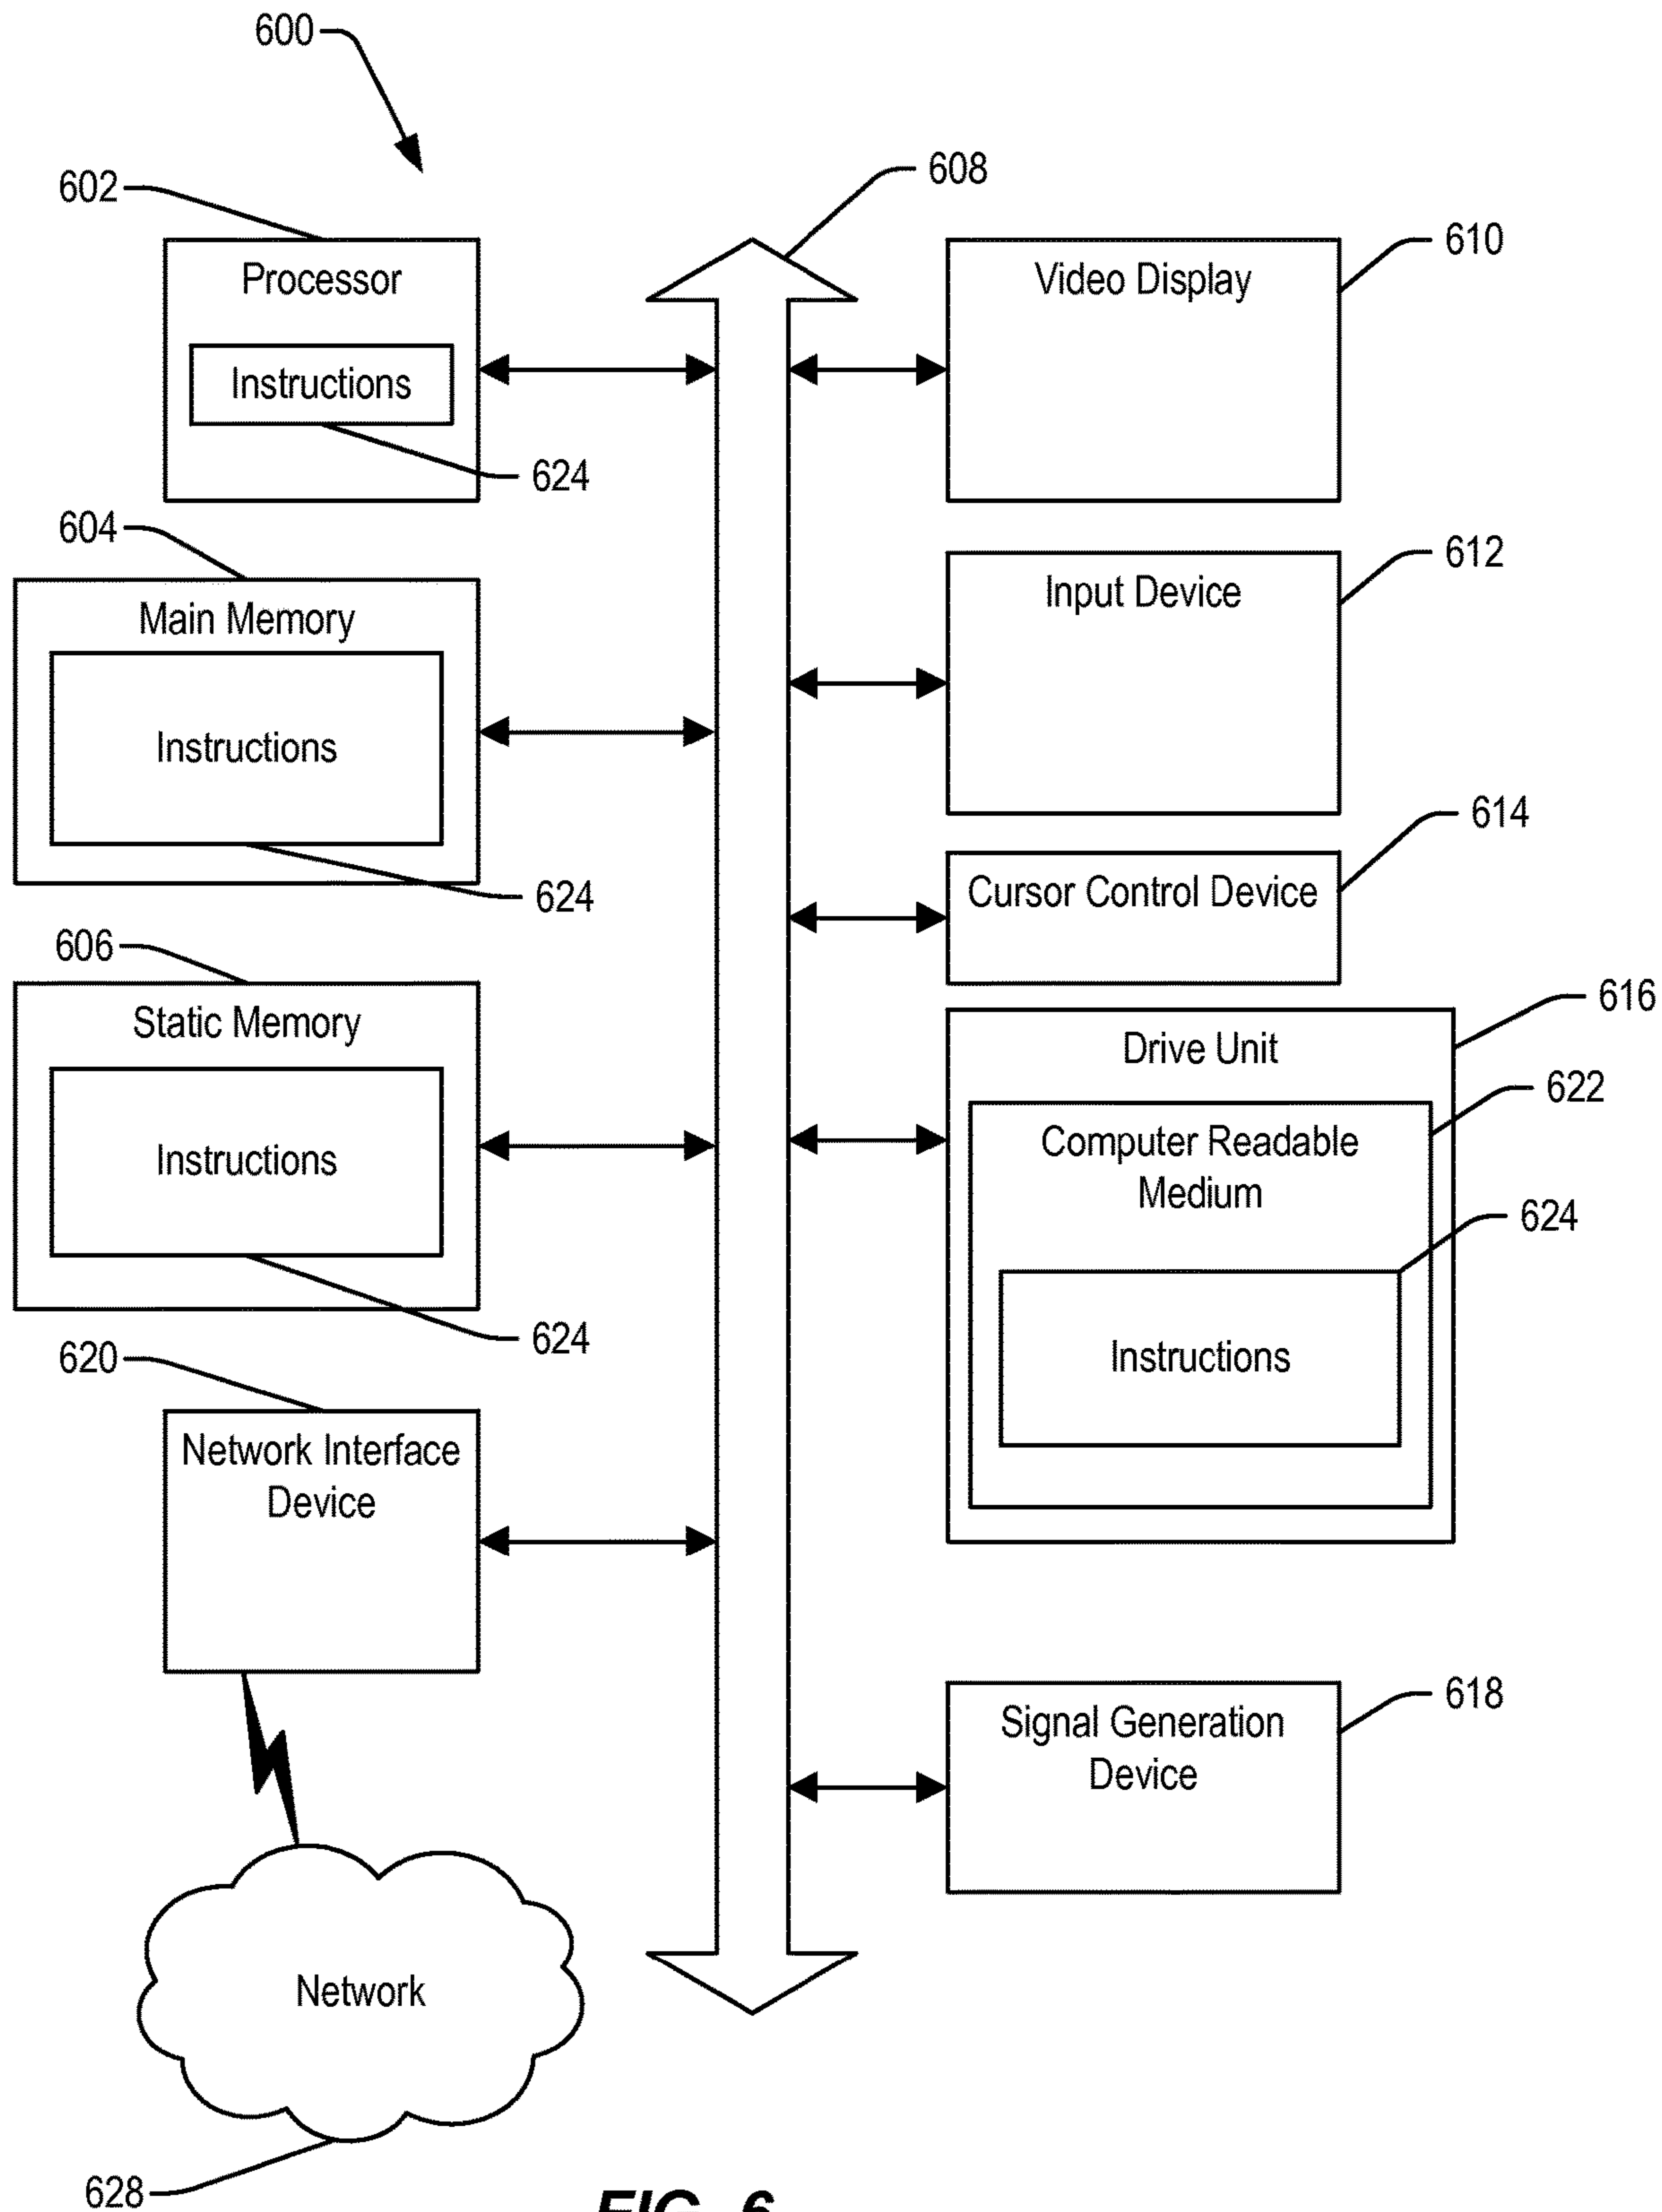 600
602
608
610
Processor
Video Display
Instructions
624
604
612
Main Memory
Input Device
Instructions
614
624
Cursor Control Device
606
616
Static Memory
Drive Unit
622
Computer Readable
Medium
Instructions
624
624
Instructions
620
Network Interface
Device
618
Signal Generation
Device
Network
628
FIG. 6